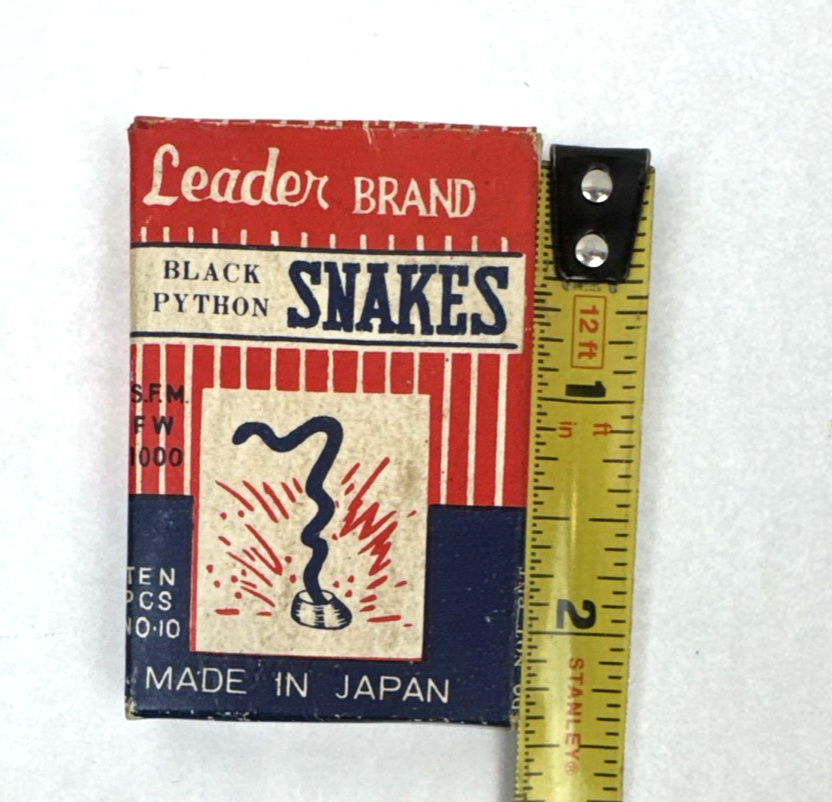 Leader BRAND
BLACK
PYTHON
SNAKES
S.F.M.
FW
1000
TEN
PCS
NO·10
MADE IN JAPAN
12 ft
1
in ft
2
STANLEY®